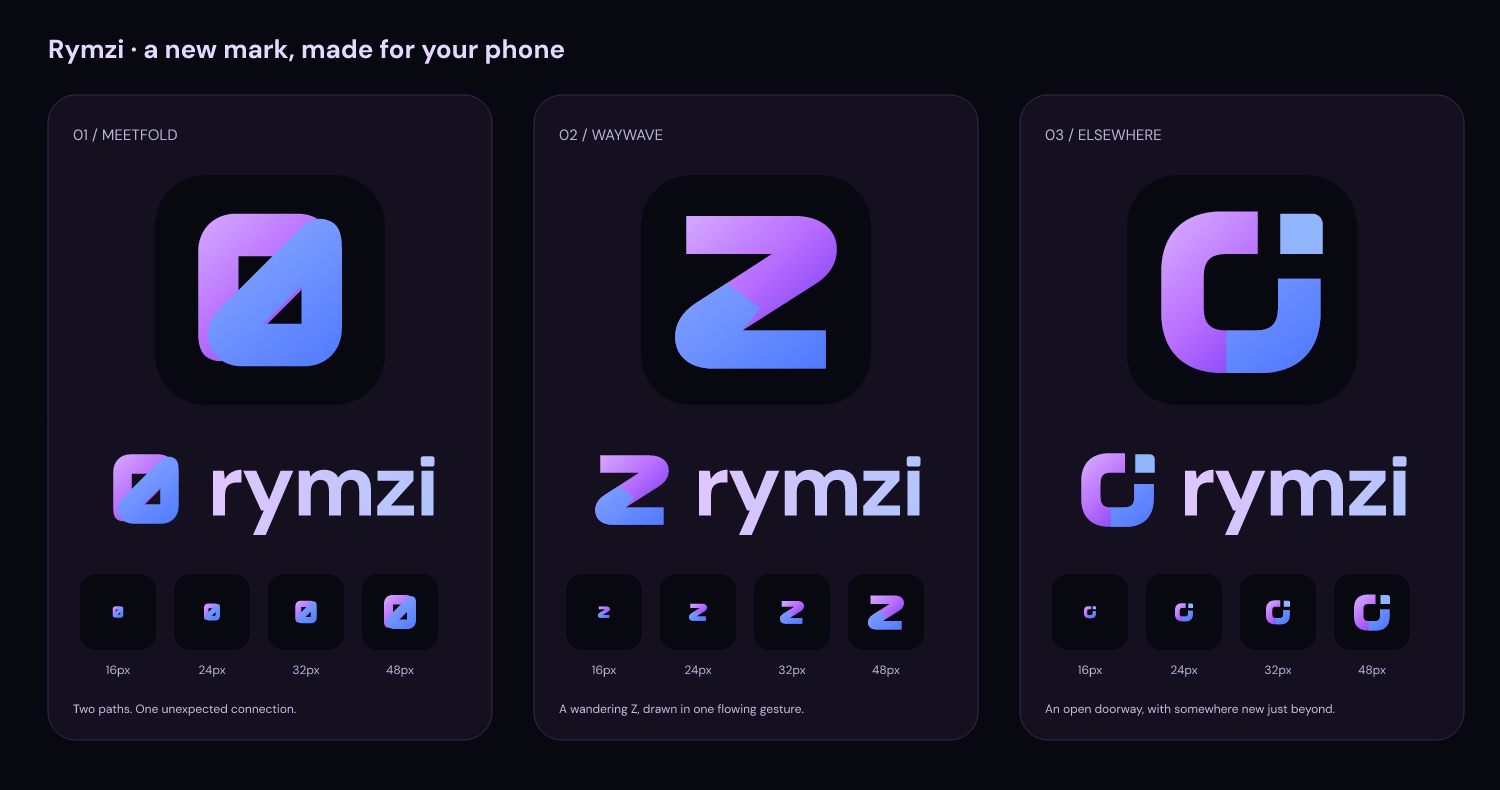 Rymzi · a new mark, made for your phone
01 / MEETFOLD
02 / WAYWAVE
03 / ELSEWHERE
rymzi
rymzi
rymzi
16px 24px 32px 48px
16px 24px 32px 48px
16px 24px 32px 48px
Two paths. One unexpected connection.
A wandering Z, drawn in one flowing gesture.
An open doorway, with somewhere new just beyond.